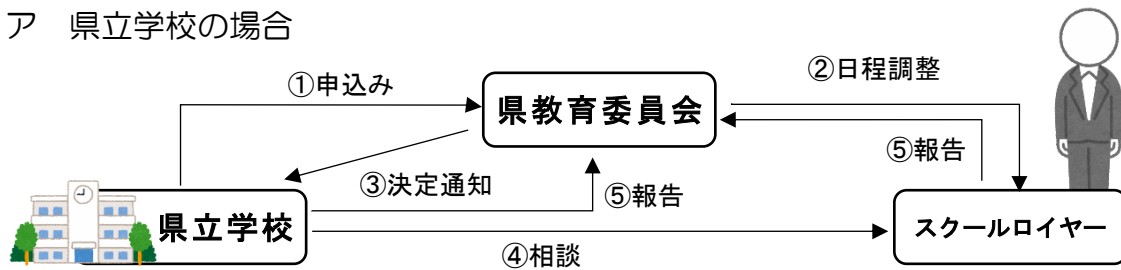 ア　県立学校の場合
①申込み
②日程調整
県教育委員会
③決定通知
⑤報告
⑤報告
県立学校
スクールロイヤー
④相談